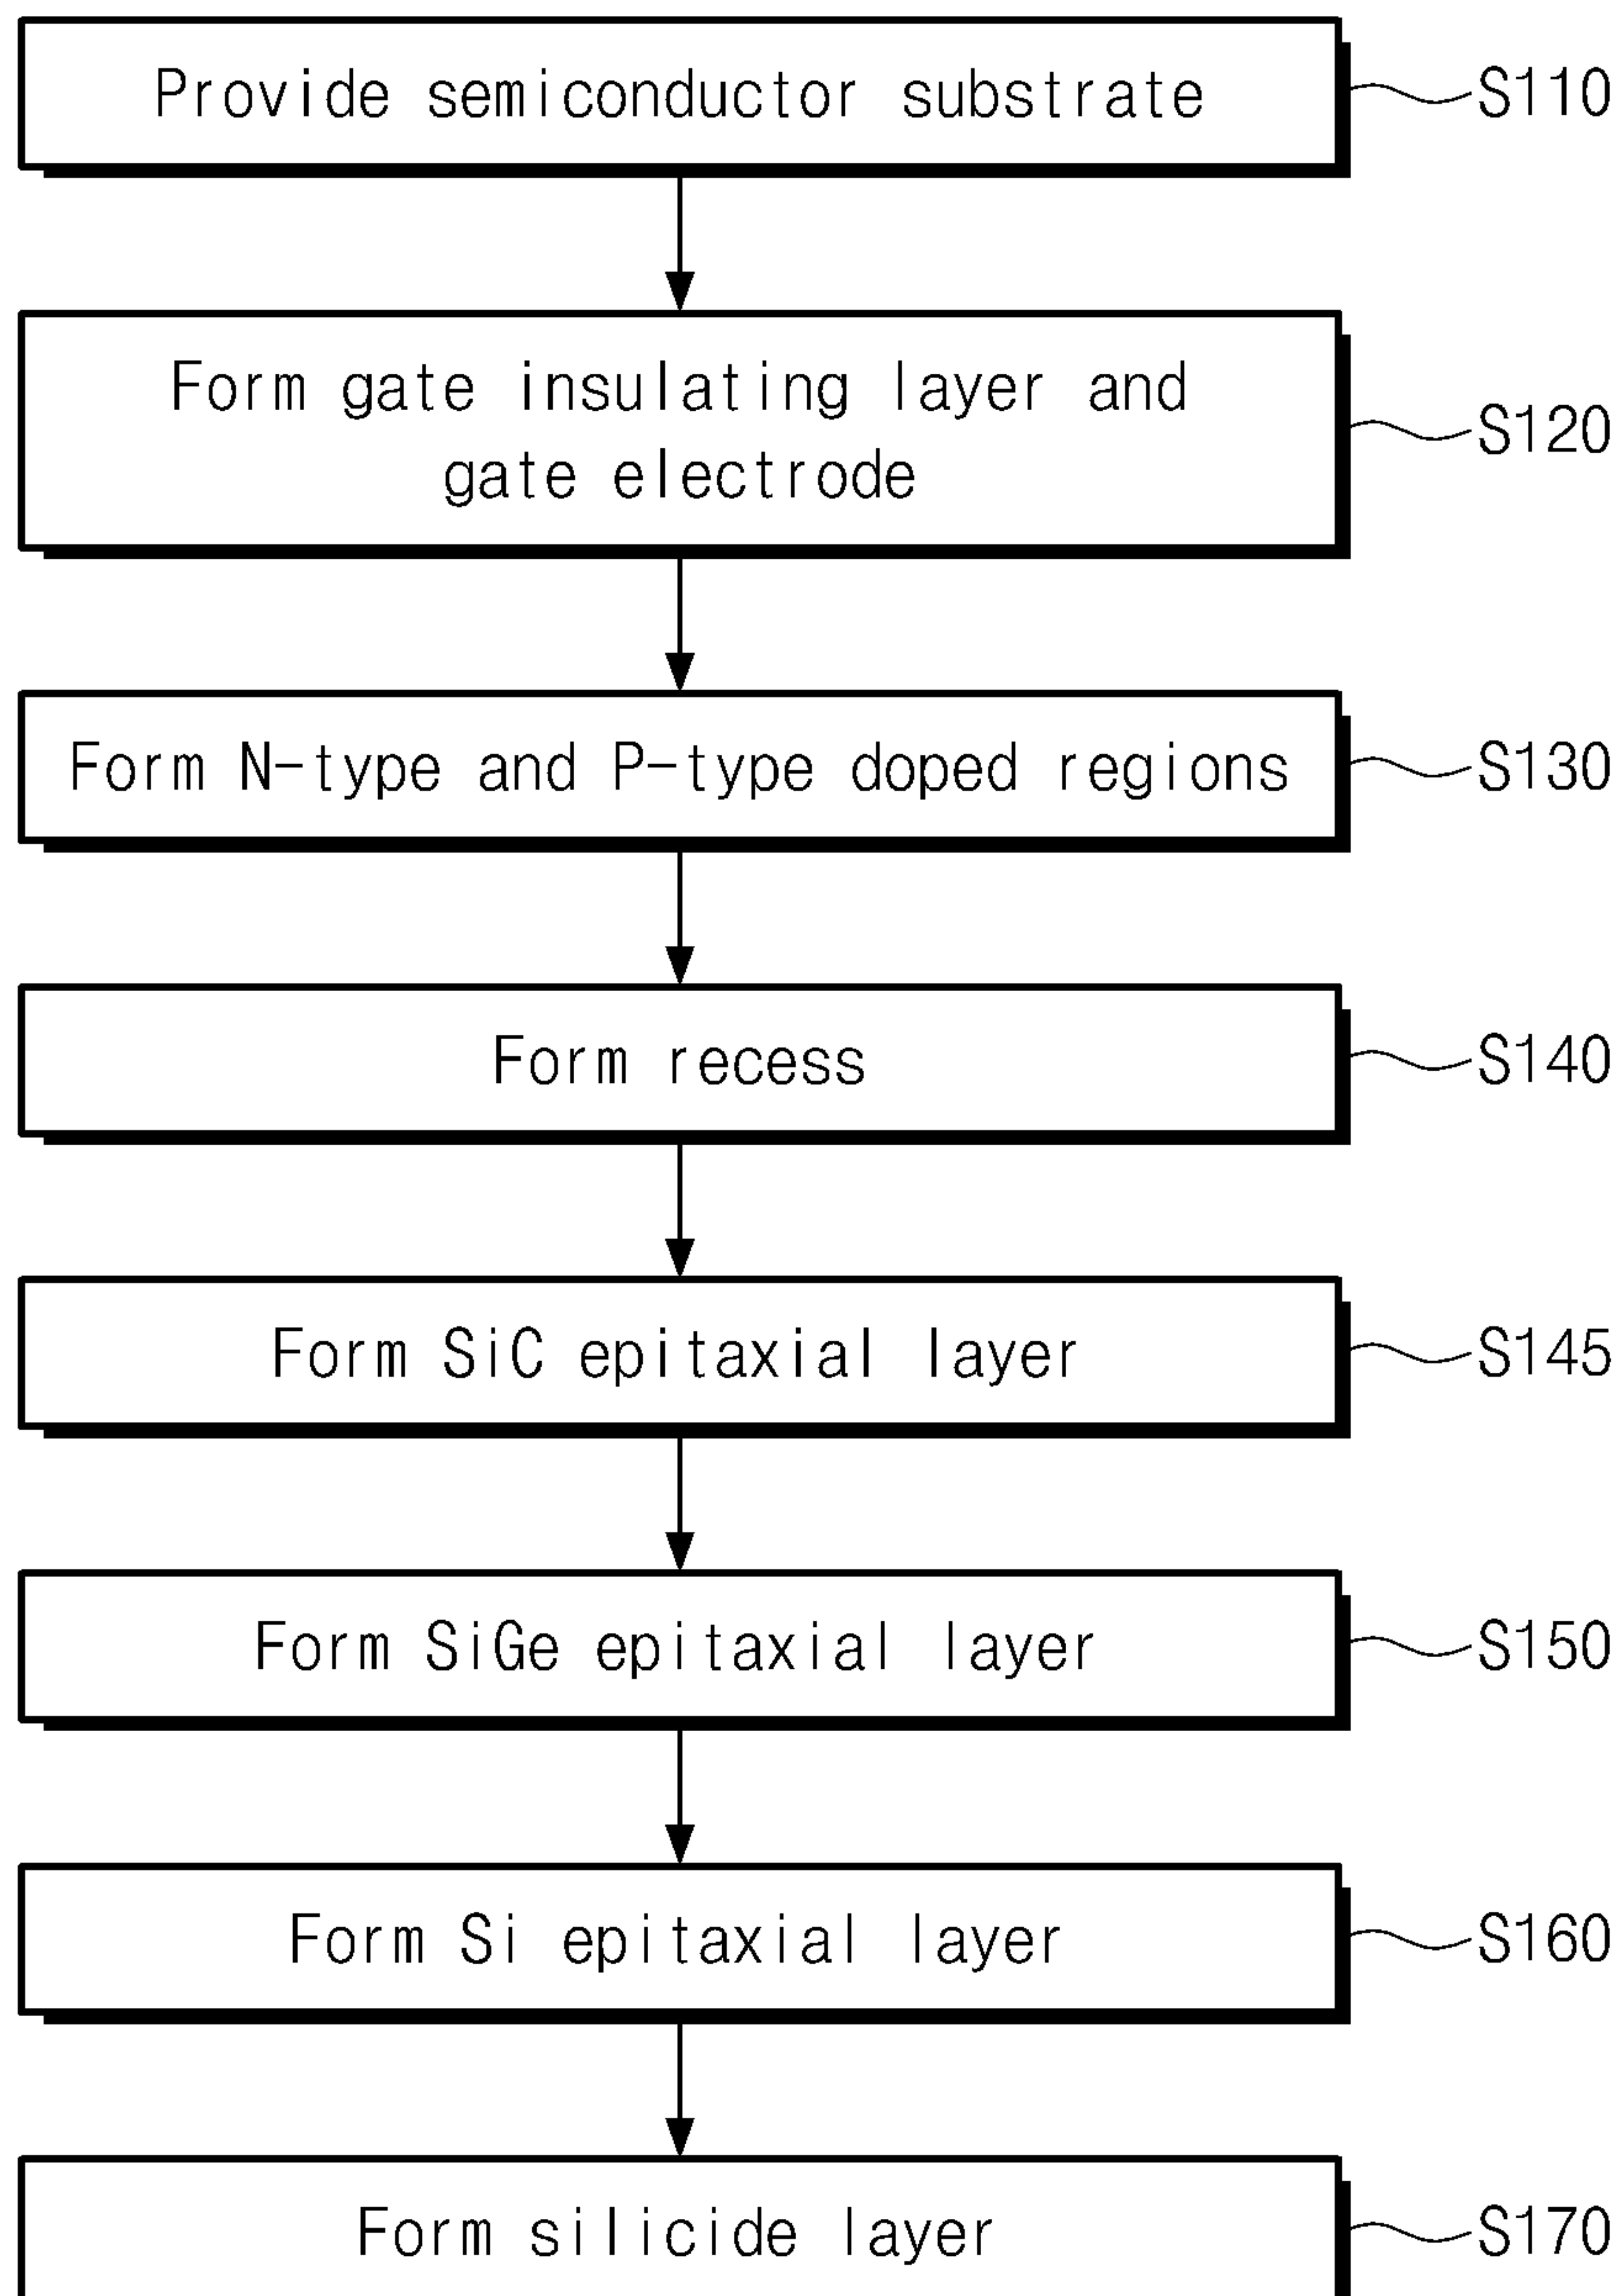 Provide semiconductor substrate
S110
Form gate insulating layer and
gate electrode
S120
Form N-type and P-type doped regions
S130
Form recess
S140
Form SiC epitaxial layer
S145
Form SiGe epitaxial layer
S150
Form Si epitaxial layer
S160
Form silicide layer
S170